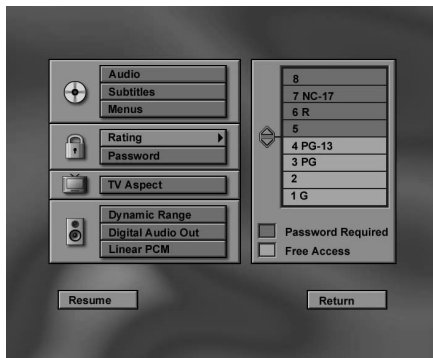 Audio
Subtitles
Menus
Rating
Password
TV Aspect
Dynamic Range
Digital Audio Out
Linear PCM
8
7 NC-17
6 R
5
4 PG-13
3 PG
2
1 G
Password Required
Free Access
Resume
Return